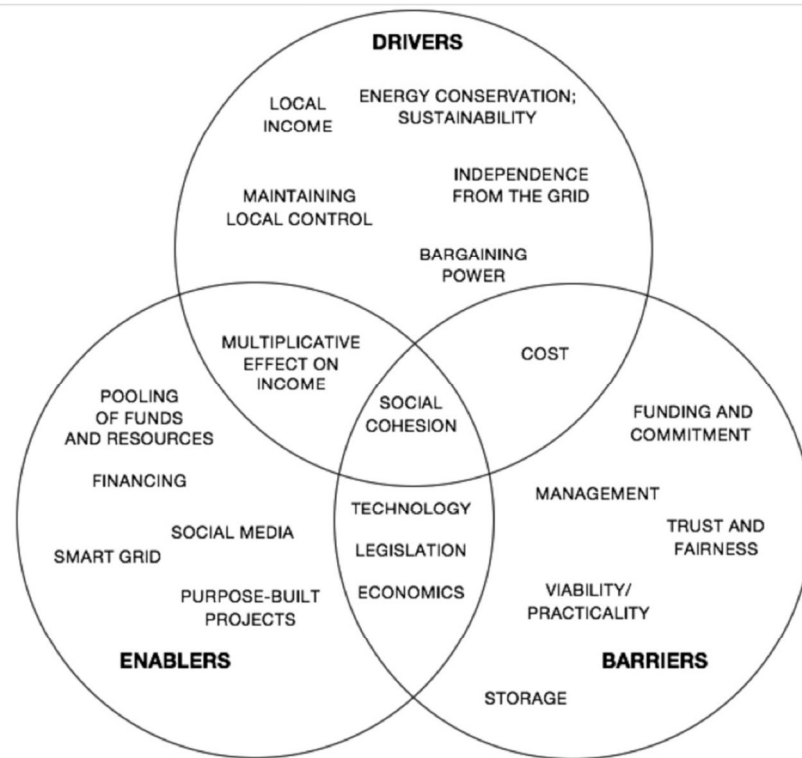 DRIVERS
LOCAL
INCOME
ENERGY CONSERVATION;
SUSTAINABILITY
MAINTAINING
LOCAL CONTROL
INDEPENDENCE
FROM THE GRID
BARGAINING
POWER
MULTIPLICATIVE
EFFECT ON
INCOME
COST
SOCIAL
COHESION
POOLING
OF FUNDS
AND RESOURCES
FINANCING
SOCIAL MEDIA
SMART GRID
PURPOSE-BUILT
PROJECTS
ENABLERS
TECHNOLOGY
LEGISLATION
ECONOMICS
FUNDING AND
COMMITMENT
MANAGEMENT
TRUST AND
FAIRNESS
VIABILITY/
PRACTICALITY
BARRIERS
STORAGE